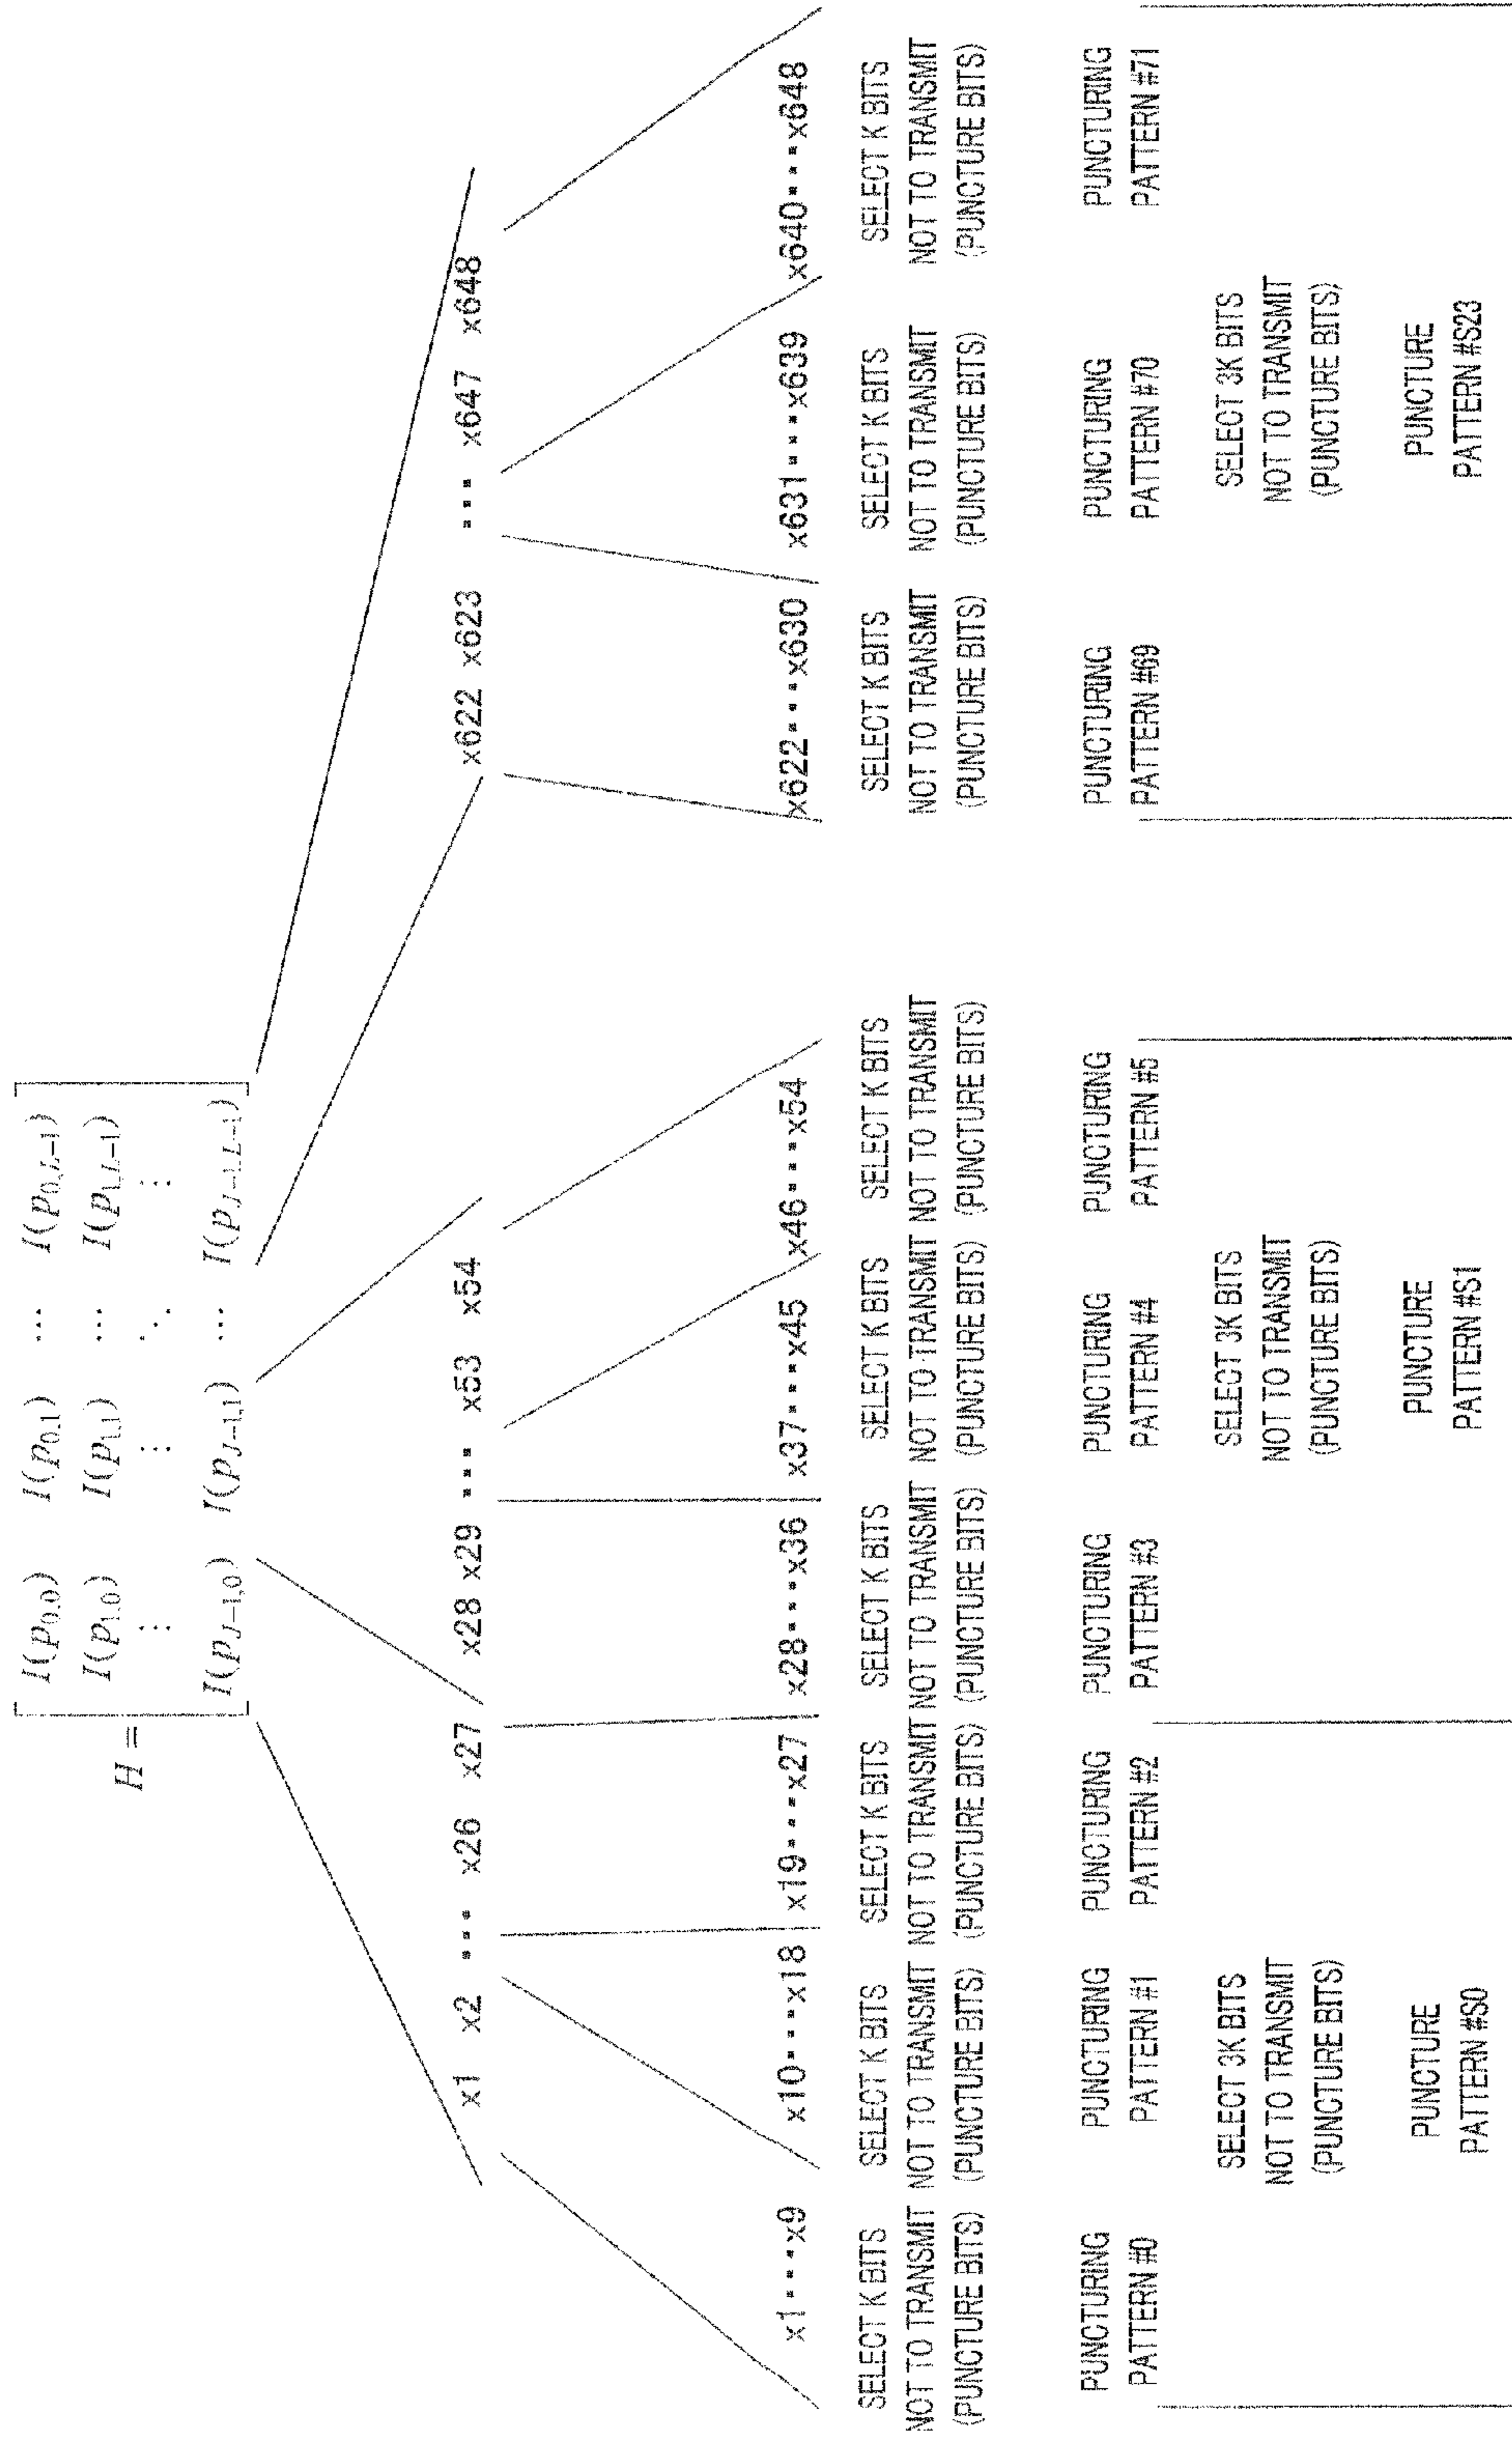 H = [ I(p0,0) I(p0,1) ··· I(p0,L−1)
I(p1,0) I(p1,1) ··· I(p1,L−1)
⋮ ⋮ ⋱ ⋮
I(pJ−1,0) I(pJ−1,1) ··· I(pJ−1,L−1) ]
x1 x2 ··· x26 x27 x28 x29 ··· x53 x54 x622 x623 ··· x647 x648
x1···x9 x10···x18 x19···x27 x28···x36 x37···x45 x46···x54 x622···x630 x631···x639 x640···x648
SELECT K BITS SELECT K BITS SELECT K BITS SELECT K BITS SELECT K BITS SELECT K BITS SELECT K BITS SELECT K BITS SELECT K BITS
NOT TO TRANSMIT NOT TO TRANSMIT NOT TO TRANSMIT NOT TO TRANSMIT NOT TO TRANSMIT NOT TO TRANSMIT NOT TO TRANSMIT NOT TO TRANSMIT NOT TO TRANSMIT
(PUNCTURE BITS) (PUNCTURE BITS) (PUNCTURE BITS) (PUNCTURE BITS) (PUNCTURE BITS) (PUNCTURE BITS) (PUNCTURE BITS) (PUNCTURE BITS) (PUNCTURE BITS)
PUNCTURING PUNCTURING PUNCTURING PUNCTURING PUNCTURING PUNCTURING PUNCTURING PUNCTURING PUNCTURING
PATTERN #0 PATTERN #1 PATTERN #2 PATTERN #3 PATTERN #4 PATTERN #5 PATTERN #69 PATTERN #70 PATTERN #71
SELECT 3K BITS SELECT 3K BITS SELECT 3K BITS
NOT TO TRANSMIT NOT TO TRANSMIT NOT TO TRANSMIT
(PUNCTURE BITS) (PUNCTURE BITS) (PUNCTURE BITS)
PUNCTURE PUNCTURE PUNCTURE
PATTERN #S0 PATTERN #S1 PATTERN #S23